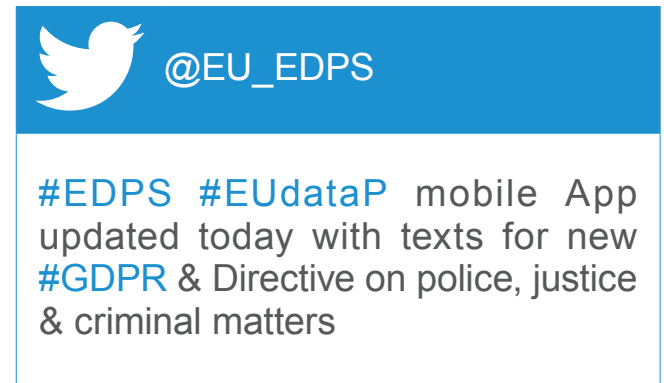 @EU_EDPS
#EDPS #EUdataP mobile App
updated today with texts for new
#GDPR & Directive on police, justice
& criminal matters